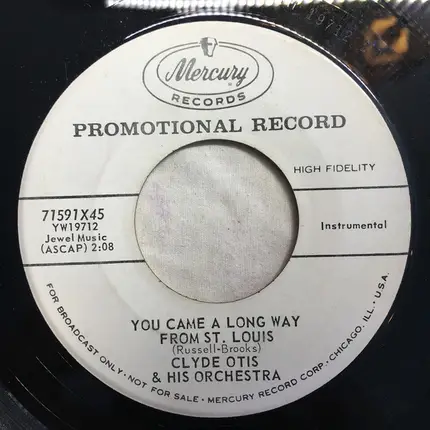 Mercury
RECORDS
PROMOTIONAL RECORD
HIGH FIDELITY
71591X45
YW19712
Jewel Music
(ASCAP) 2:08
Instrumental
YOU CAME A LONG WAY
FROM ST. LOUIS
(Russell-Brooks)
CLYDE OTIS
& HIS ORCHESTRA
FOR BROADCAST ONLY · NOT FOR SALE · MERCURY RECORD CORP. · CHICAGO, ILL. · U.S.A.
19712